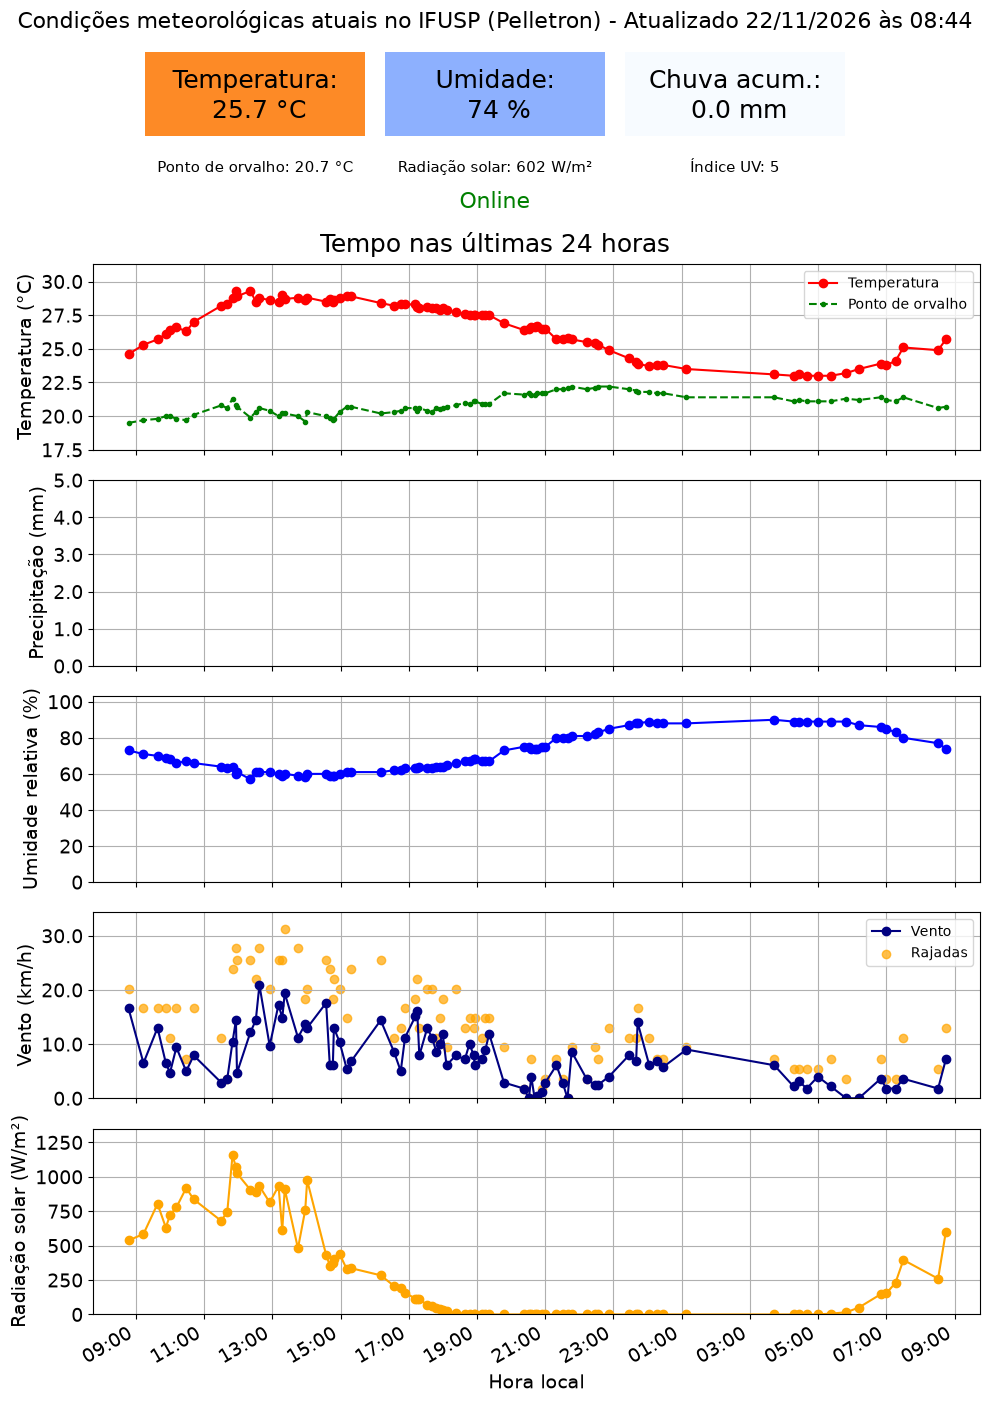 Condições meteorológicas atuais no IFUSP (Pelletron) - Atualizado 22/11/2026 às 08:44
Temperatura:
25.7 °C
Umidade:
74 %
Chuva acum.:
0.0 mm
Ponto de orvalho: 20.7 °C
Radiação solar: 602 W/m²
Índice UV: 5
Online
Tempo nas últimas 24 horas
Temperatura (°C)
30.0
27.5
25.0
22.5
20.0
17.5
Temperatura
Ponto de orvalho
Precipitação (mm)
5.0
4.0
3.0
2.0
1.0
0.0
Umidade relativa (%)
100
80
60
40
20
0
Vento (km/h)
30.0
20.0
10.0
0.0
Vento
Rajadas
Radiação solar (W/m²)
1250
1000
750
500
250
0
09:00
11:00
13:00
15:00
17:00
19:00
21:00
23:00
01:00
03:00
05:00
07:00
09:00
Hora local